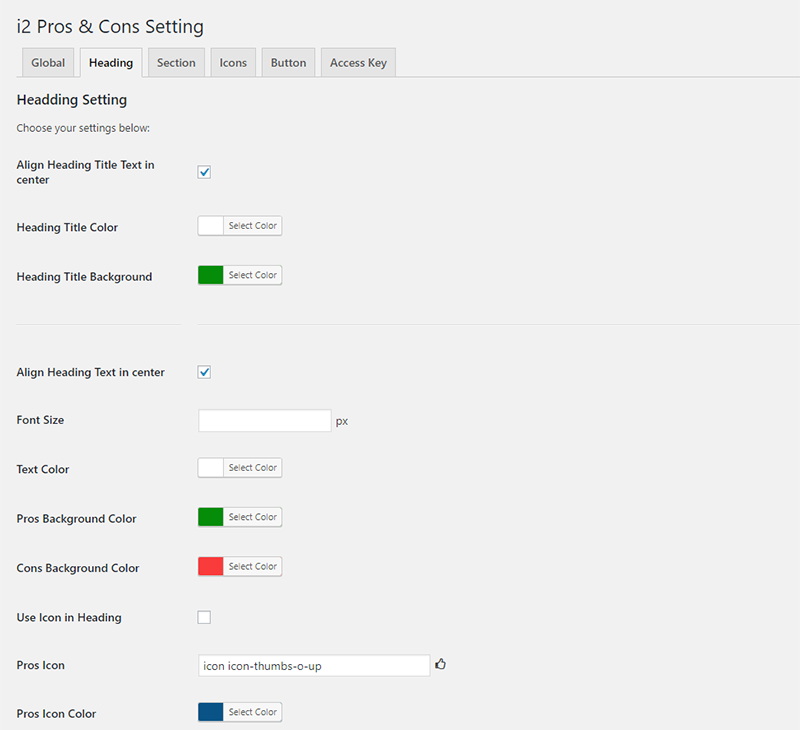 i2 Pros & Cons Setting
Global Heading Section Icons Button Access Key
Headding Setting
Choose your settings below:
Align Heading Title Text in
center
Heading Title Color Select Color
Heading Title Background Select Color
Align Heading Text in center
Font Size px
Text Color Select Color
Pros Background Color Select Color
Cons Background Color Select Color
Use Icon in Heading
Pros Icon icon icon-thumbs-o-up
Pros Icon Color Select Color